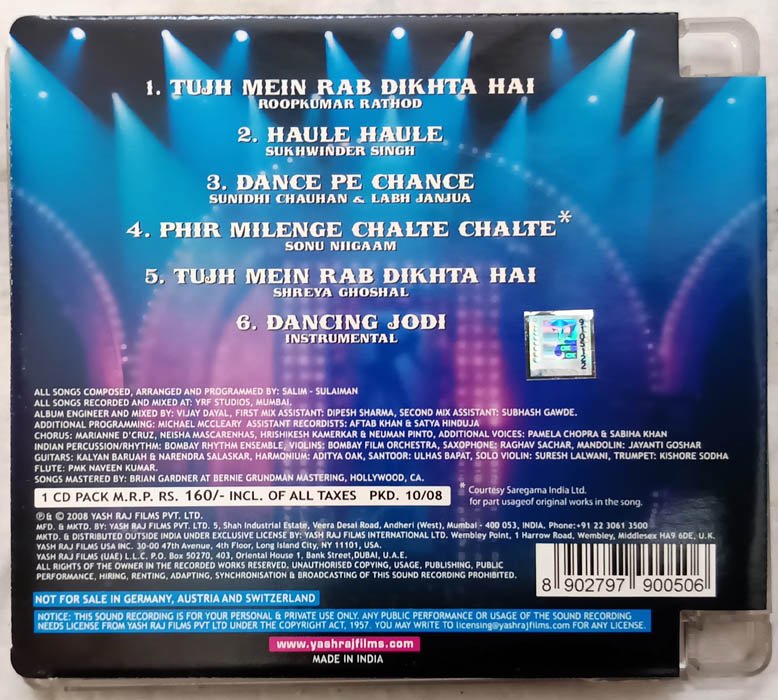 1. TUJH MEIN RAB DIKHTA HAI
ROOPKUMAR RATHOD
2. HAULE HAULE
SUKHWINDER SINGH
3. DANCE PE CHANCE
SUNIDHI CHAUHAN & LABH JANJUA
4. PHIR MILENGE CHALTE CHALTE*
SONU NIIGAAM
5. TUJH MEIN RAB DIKHTA HAI
SHREYA GHOSHAL
6. DANCING JODI
INSTRUMENTAL
ALL SONGS COMPOSED, ARRANGED AND PROGRAMMED BY: SALIM - SULAIMAN
ALL SONGS RECORDED AND MIXED AT: YRF STUDIOS, MUMBAI.
ALBUM ENGINEER AND MIXED BY: VIJAY DAYAL, FIRST MIX ASSISTANT: DIPESH SHARMA, SECOND MIX ASSISTANT: SUBHASH GAWDE.
ADDITIONAL PROGRAMMING: MICHAEL MCCLEARY ASSISTANT RECORDISTS: AFTAB KHAN & SATYA HINDUJA
CHORUS: MARIANNE D'CRUZ, NEISHA MASCARENHAS, HRISHIKESH KAMERKAR & NEUMAN PINTO, ADDITIONAL VOICES: PAMELA CHOPRA & SABIHA KHAN
INDIAN PERCUSSION/RHYTHM: BOMBAY RHYTHM ENSEMBLE, VIOLINS: BOMBAY FILM ORCHESTRA, SAXOPHONE: RAGHAV SACHAR, MANDOLIN: JAYANTI GOSHAR
GUITARS: KALYAN BARUAH & NARENDRA SALASKAR, HARMONIUM: ADITYA OAK, SANTOOR: ULHAS BAPAT, SOLO VIOLIN: SURESH LALWANI, TRUMPET: KISHORE SODHA
FLUTE: PMK NAVEEN KUMAR.
SONGS MASTERED BY: BRIAN GARDNER AT BERNIE GRUNDMAN MASTERING, HOLLYWOOD, CA.
1 CD PACK M.R.P. RS. 160/- INCL. OF ALL TAXES PKD. 10/08
* Courtesy Saregama India Ltd.
for part usageof original works in the song.
℗ & © 2008 YASH RAJ FILMS PVT. LTD.
MFD. & MKTD. BY: YASH RAJ FILMS PVT. LTD. 5, Shah Industrial Estate, Veera Desai Road, Andheri (West), Mumbai - 400 053, INDIA. Phone:+91 22 3061 3500
MKTD. & DISTRIBUTED OUTSIDE INDIA UNDER EXCLUSIVE LICENSE BY: YASH RAJ FILMS INTERNATIONAL LTD. Wembley Point, 1 Harrow Road, Wembley, Middlesex HA9 6DE, U.K.
YASH RAJ FILMS USA INC. 30-00 47th Avenue, 4th Floor, Long Island City, NY 11101, USA.
YASH RAJ FILMS (UAE) L.L.C. P.O. Box 50270, 403, Oriental House 1, Bank Street, DUBAI, U.A.E.
ALL RIGHTS OF THE OWNER IN THE RECORDED WORKS RESERVED. UNAUTHORISED COPYING, USAGE, PUBLISHING, PUBLIC
PERFORMANCE, HIRING, RENTING, ADAPTING, SYNCHRONISATION & BROADCASTING OF THIS SOUND RECORDING PROHIBITED.
8 902797 900506
NOT FOR SALE IN GERMANY, AUSTRIA AND SWITZERLAND
NOTICE: THIS SOUND RECORDING IS FOR YOUR PERSONAL & PRIVATE USE ONLY. ANY PUBLIC PERFORMANCE OR USAGE OF THE SOUND RECORDING
NEEDS LICENSE FROM YASH RAJ FILMS PVT LTD UNDER THE COPYRIGHT ACT, 1957. YOU MAY WRITE TO licensing@yashrajfilms.com FOR ANY LICENSE.
www.yashrajfilms.com
MADE IN INDIA